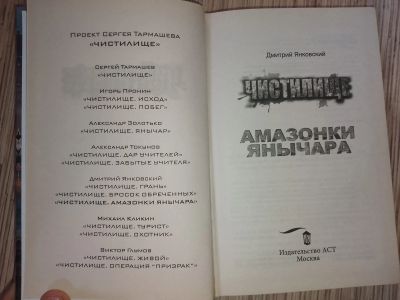 ПРОЕКТ СЕРГЕЯ ТАРМАШЕВА
«ЧИСТИЛИЩЕ»
СЕРГЕЙ ТАРМАШЕВ
«ЧИСТИЛИЩЕ»
ИГОРЬ ПРОНИН
«ЧИСТИЛИЩЕ. ИСХОД»
«ЧИСТИЛИЩЕ. ПОБЕГ»
АЛЕКСАНДР ЗОЛОТЬКО
«ЧИСТИЛИЩЕ. ЯНЫЧАР»
АЛЕКСАНДР ТОКУНОВ
«ЧИСТИЛИЩЕ. ДАР УЧИТЕЛЕЙ»
«ЧИСТИЛИЩЕ. ЗАБЫТЫЕ УЧИТЕЛЯ»
ДМИТРИЙ ЯНКОВСКИЙ
«ЧИСТИЛИЩЕ. ГРАНЬ»
«ЧИСТИЛИЩЕ. БРОСОК ОБРЕЧЕННЫХ»
«ЧИСТИЛИЩЕ. АМАЗОНКИ ЯНЫЧАРА»
МИХАИЛ КЛИКИН
«ЧИСТИЛИЩЕ. ТУРИСТ»
«ЧИСТИЛИЩЕ. ОХОТНИК»
ВИКТОР ГЛУМОВ
«ЧИСТИЛИЩЕ. ЖИВОЙ»
«ЧИСТИЛИЩЕ. ОПЕРАЦИЯ "ПРИЗРАК"»
Дмитрий Янковский
ЧИСТИЛИЩЕ
АМАЗОНКИ
ЯНЫЧАРА
Издательство АСТ
Москва